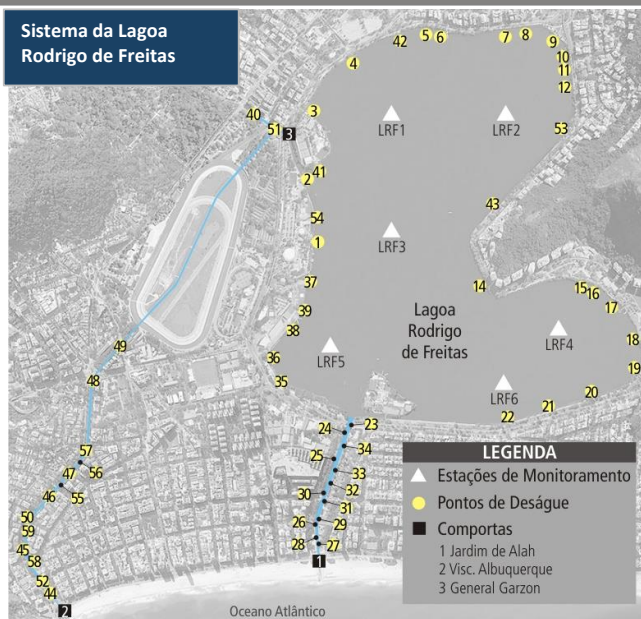 Sistema da Lagoa
Rodrigo de Freitas
42 5 6 7 8 9
4 10
11
12
40 3
51 3 53
LRF1 LRF2
41
2
43
54
1 LRF3
37 14 15 16
39 17
Lagoa
Rodrigo
de Freitas
38 LRF4 18
49 LRF5
36 19
48 35 LRF6 20
21
22
24 23
57 34
56 25
47 33
55 32
46 30
31
50 26 29
59
45 28 27
58 1
52
44
2
Oceano Atlântico
LEGENDA
Estações de Monitoramento
Pontos de Deságue
Comportas
1 Jardim de Alah
2 Visc. Albuquerque
3 General Garzon